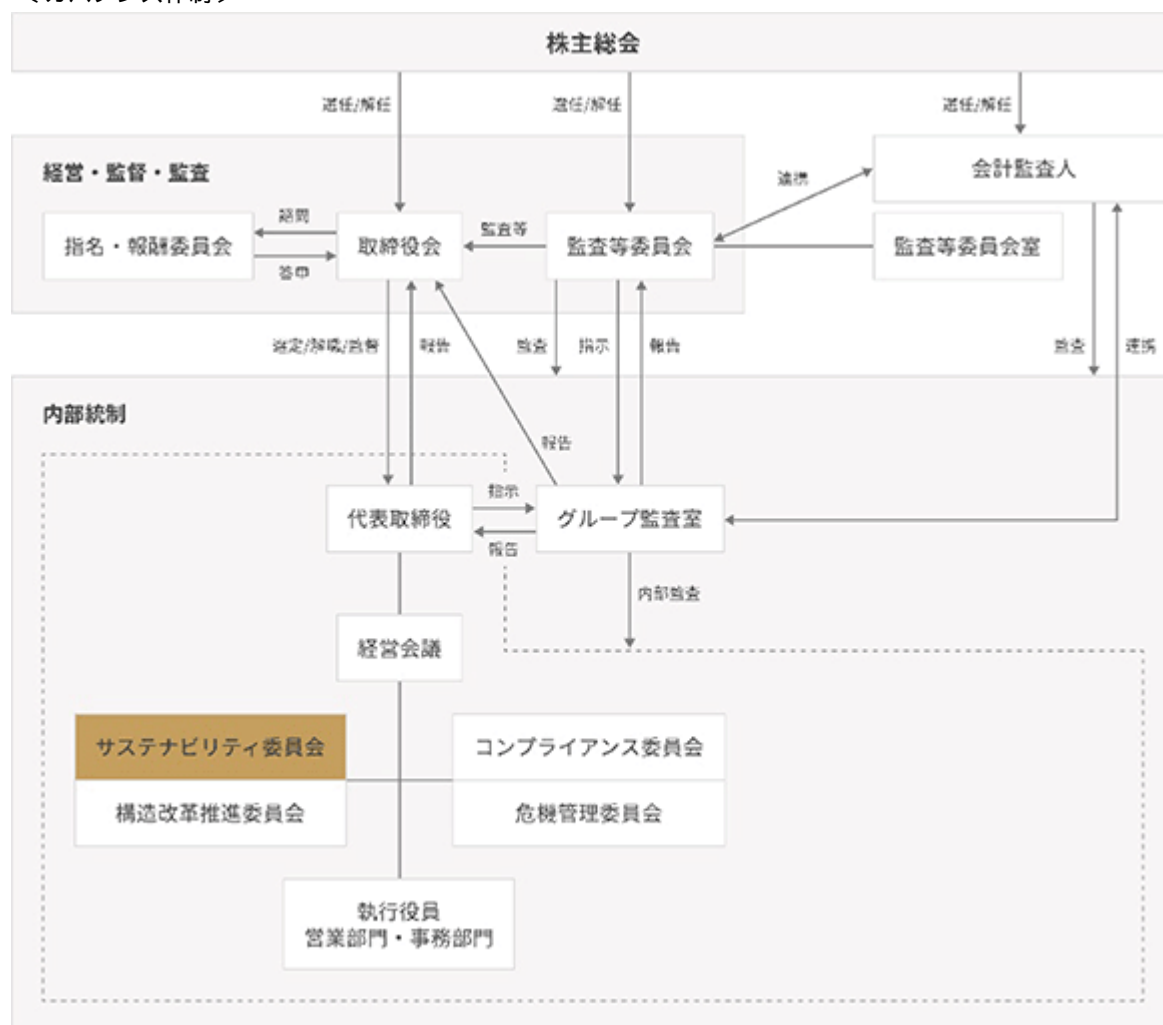 株主総会
選任/解任
選任/解任
選任/解任
経営・監督・監査
会計監査人
連携
諮問
監査等
指名・報酬委員会
取締役会
監査等委員会
監査等委員会室
答申
選定/解職/監督
報告
監査
指示
報告
監査
連携
内部統制
報告
指示
代表取締役
グループ監査室
報告
内部監査
経営会議
サステナビリティ委員会
コンプライアンス委員会
構造改革推進委員会
危機管理委員会
執行役員
営業部門・事務部門